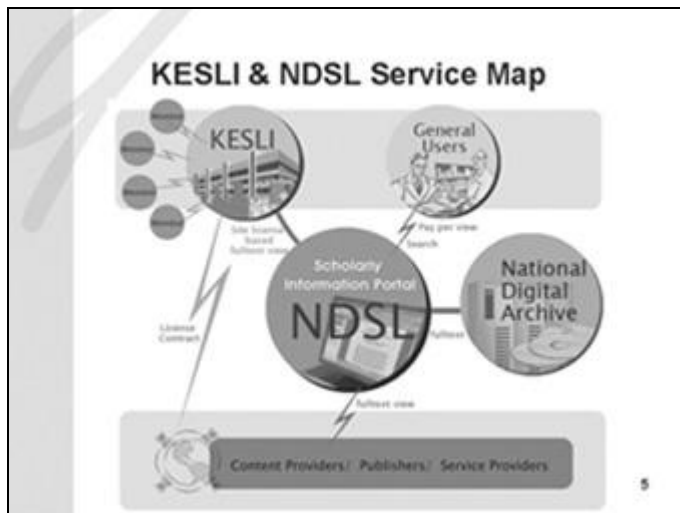 KESLI & NDSL Service Map
KESLI
General
Users
Site license
based
fulltext view
Pay per view
Search
Scholarly
Information Portal
NDSL
National
Digital
Archive
Fulltext
License
Contract
Fulltext view
/ Content Providers/ Publishers/ Service Providers
5